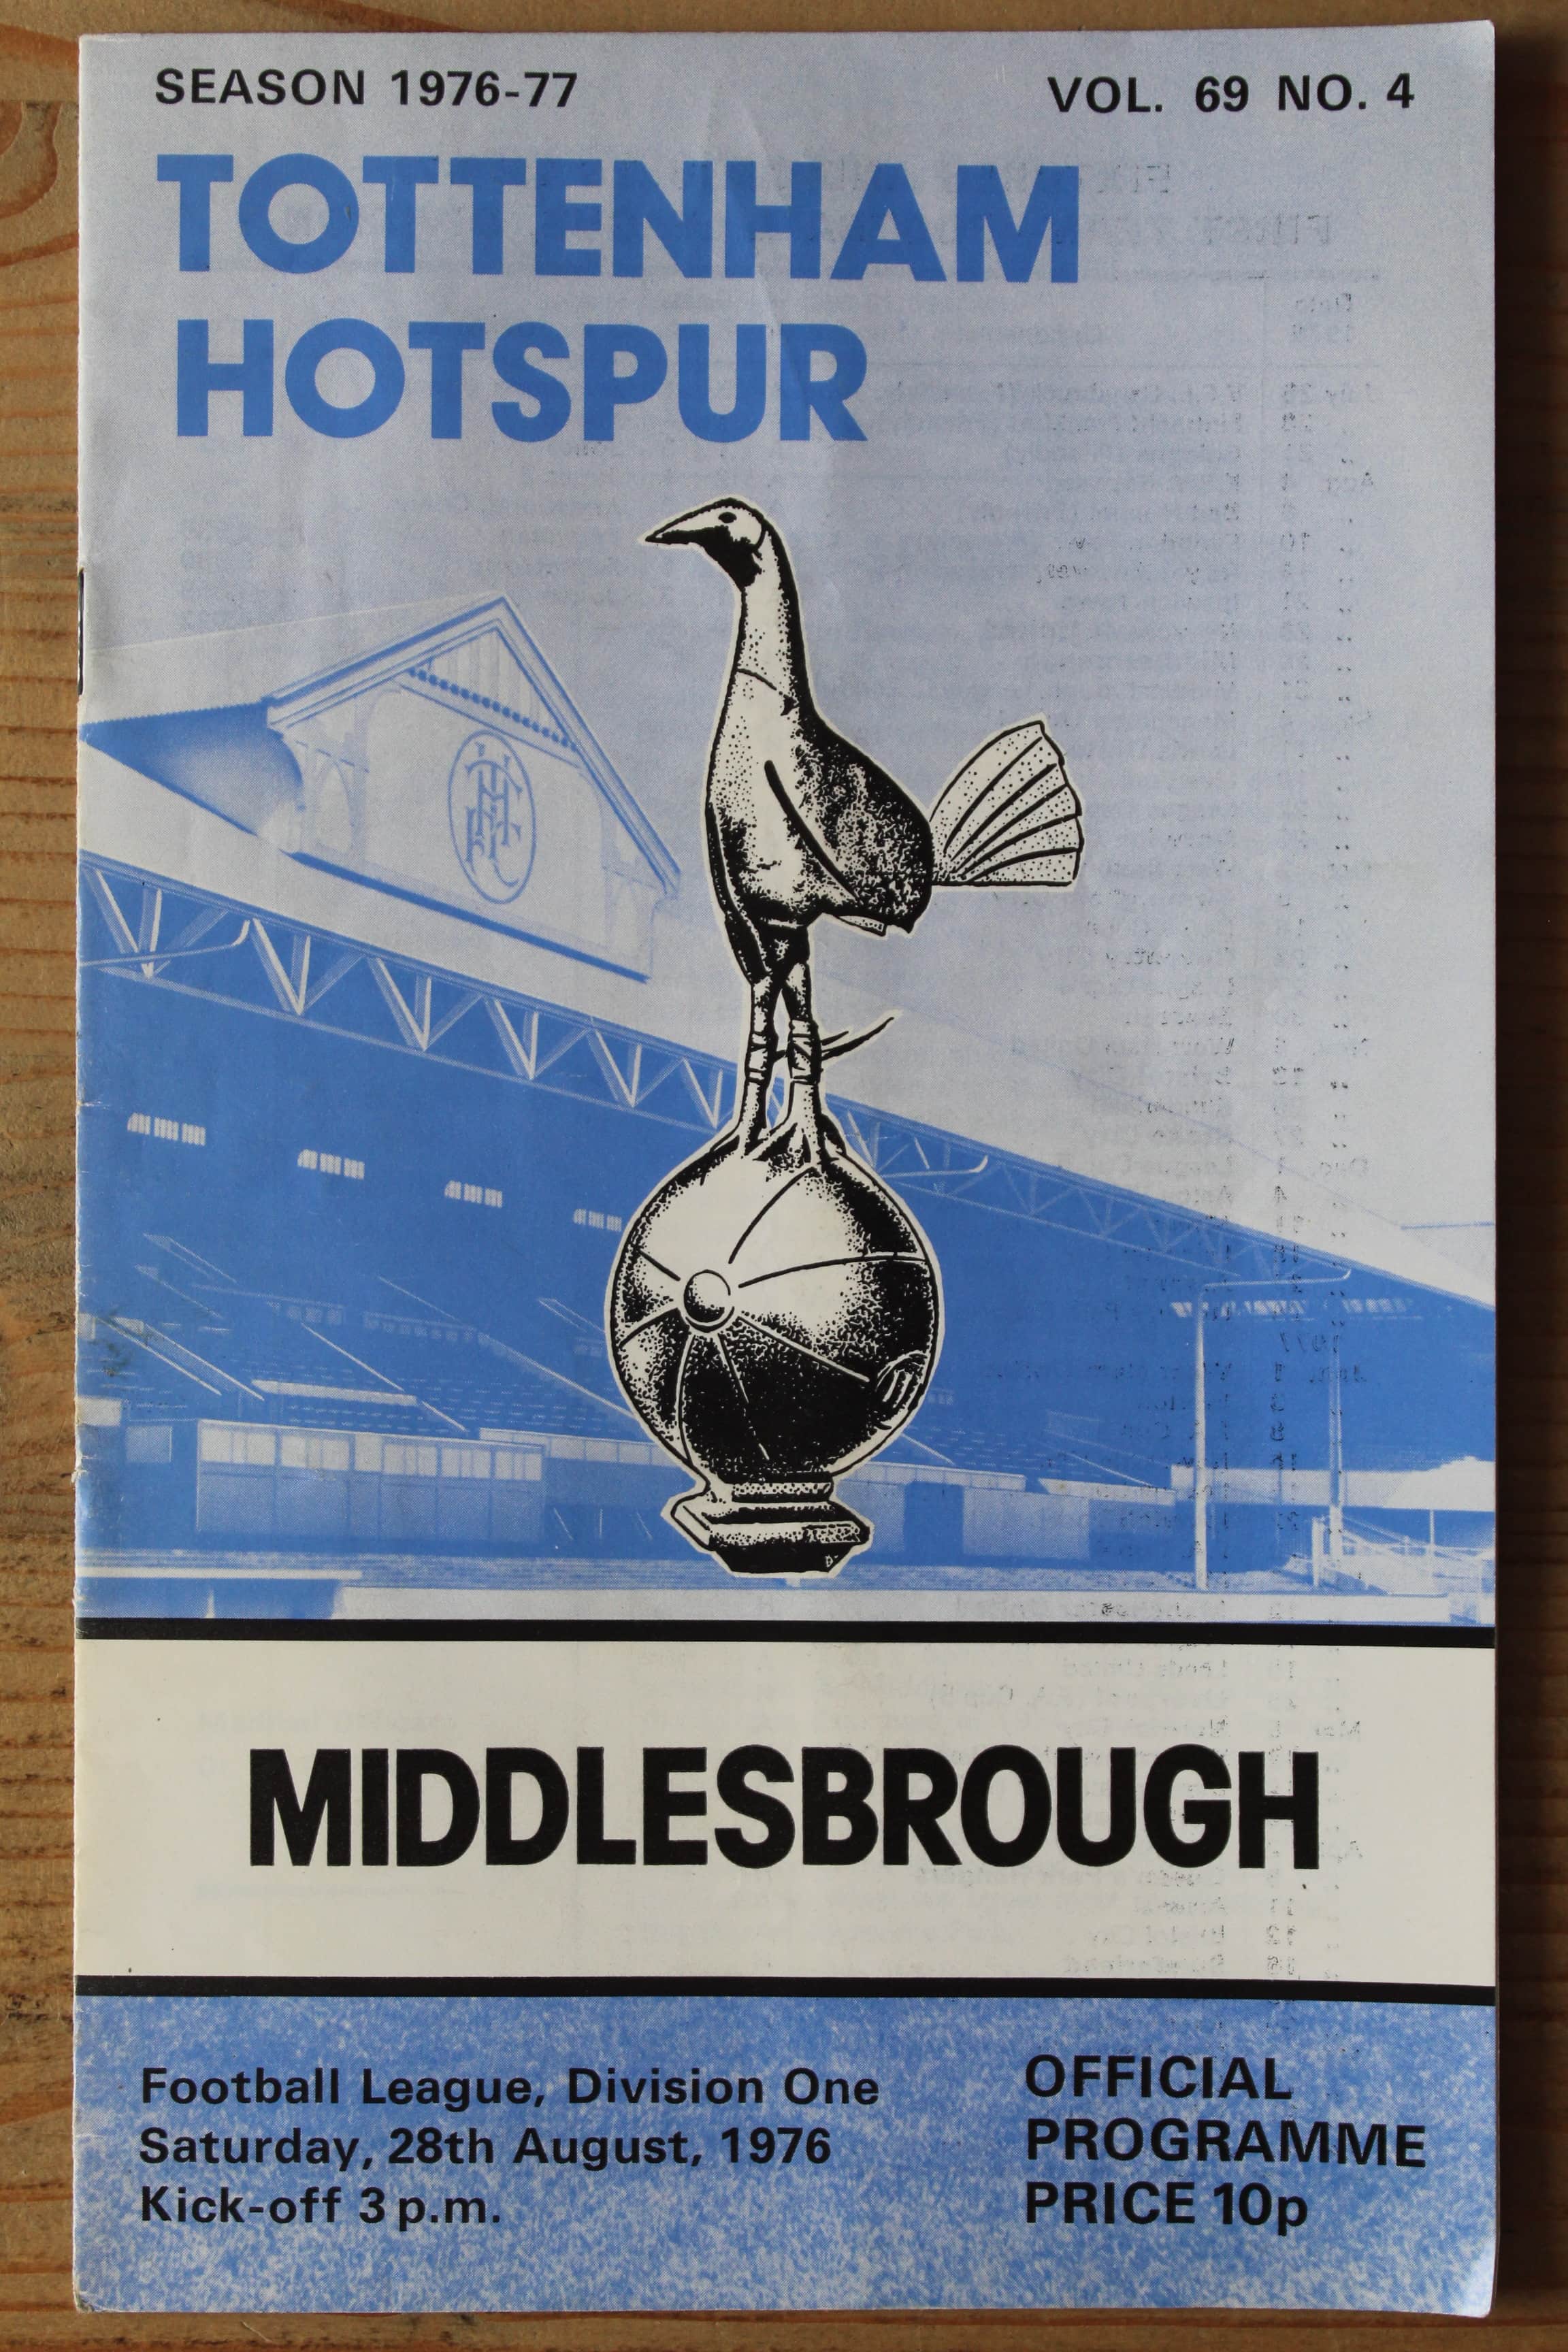 SEASON 1976-77
VOL. 69 NO. 4
TOTTENHAM
HOTSPUR
MIDDLESBROUGH
Football League, Division One
Saturday, 28th August, 1976
Kick-off 3 p.m.
OFFICIAL
PROGRAMME
PRICE 10p